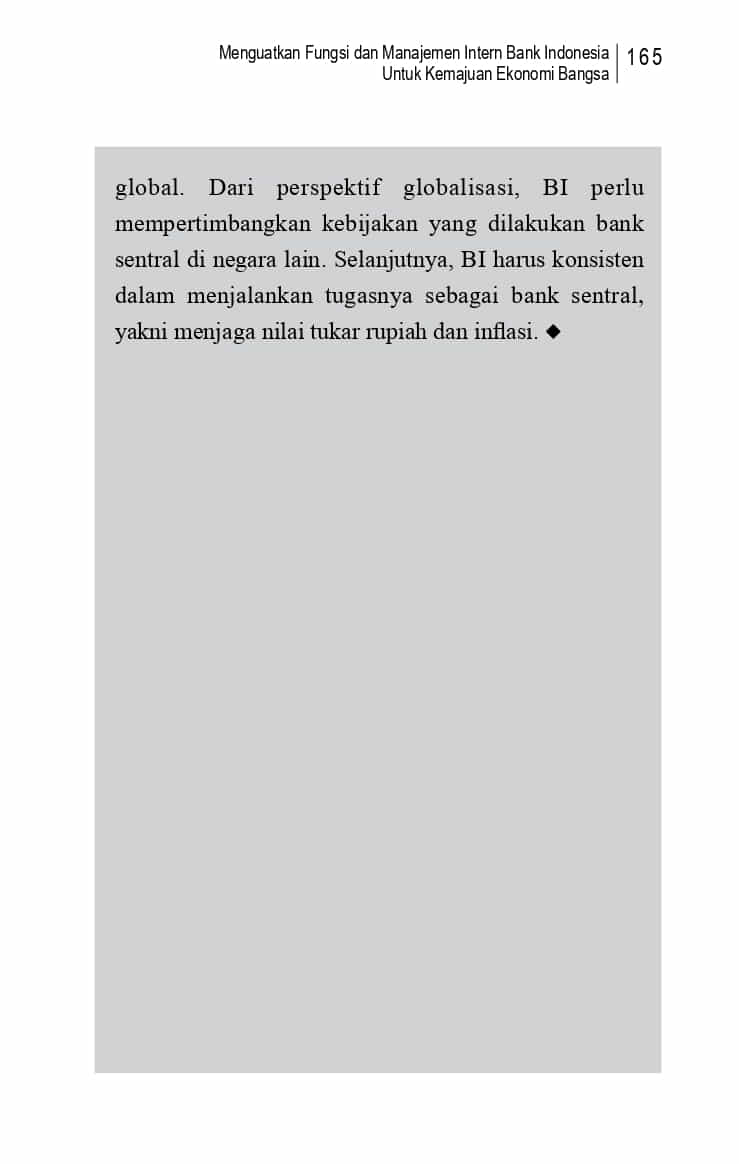 Menguatkan Fungsi dan Manajemen Intern Bank Indonesia
Untuk Kemajuan Ekonomi Bangsa
165
global. Dari perspektif globalisasi, BI perlu
mempertimbangkan kebijakan yang dilakukan bank
sentral di negara lain. Selanjutnya, BI harus konsisten
dalam menjalankan tugasnya sebagai bank sentral,
yakni menjaga nilai tukar rupiah dan inflasi. ◆